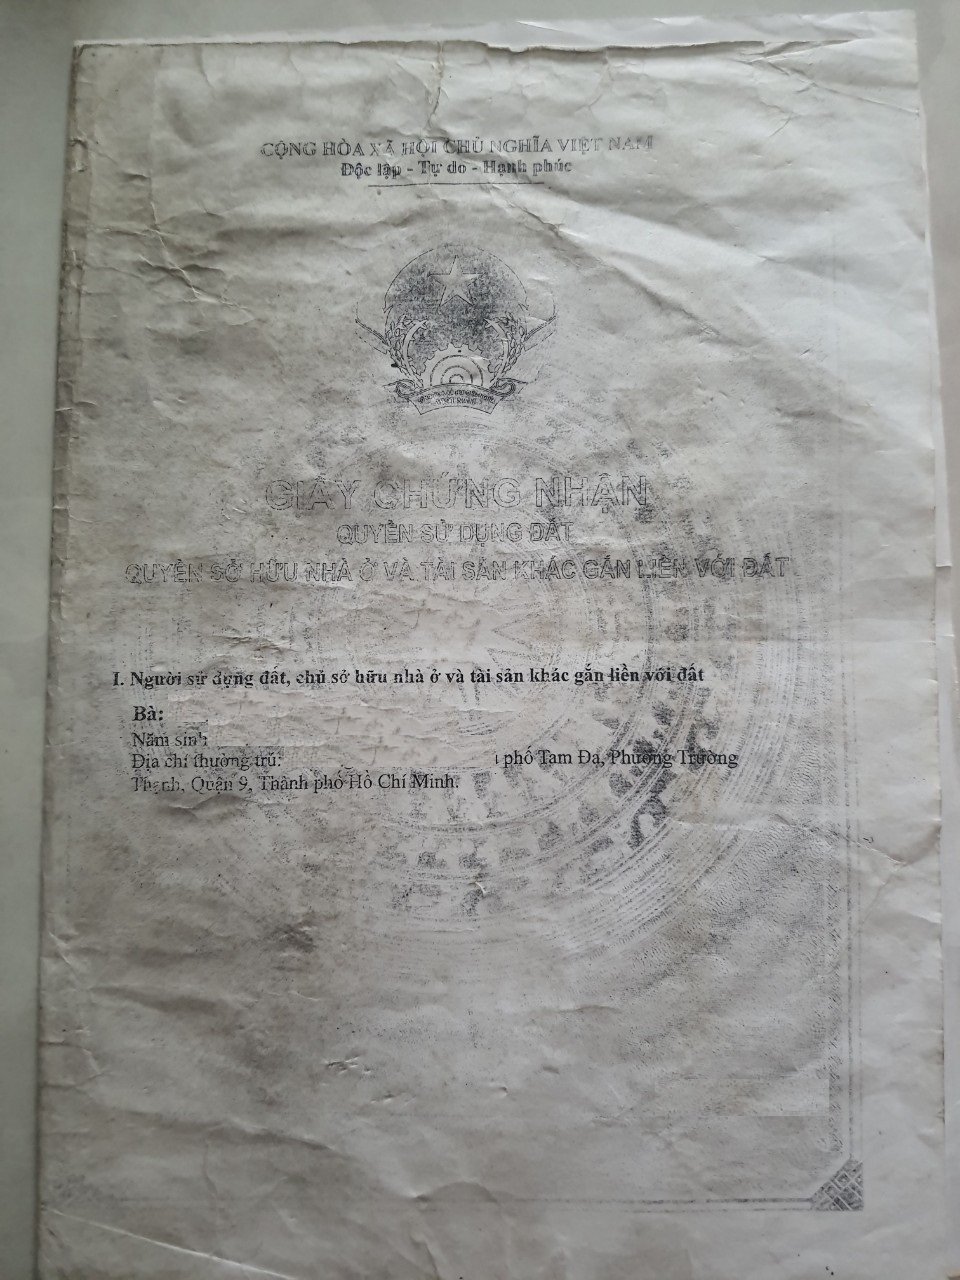 CỘNG HÒA XÃ HỘI CHỦ NGHĨA VIỆT NAM
Độc lập - Tự do - Hạnh phúc
GIẤY CHỨNG NHẬN
QUYỀN SỬ DỤNG ĐẤT
QUYỀN SỞ HỮU NHÀ Ở VÀ TÀI SẢN KHÁC GẮN LIỀN VỚI ĐẤT
I. Người sử dụng đất, chủ sở hữu nhà ở và tài sản khác gắn liền với đất
Bà:
Năm sinh
Địa chỉ thường trú: phố Tam Đa, Phường Trường
Thạnh, Quận 9, Thành phố Hồ Chí Minh.